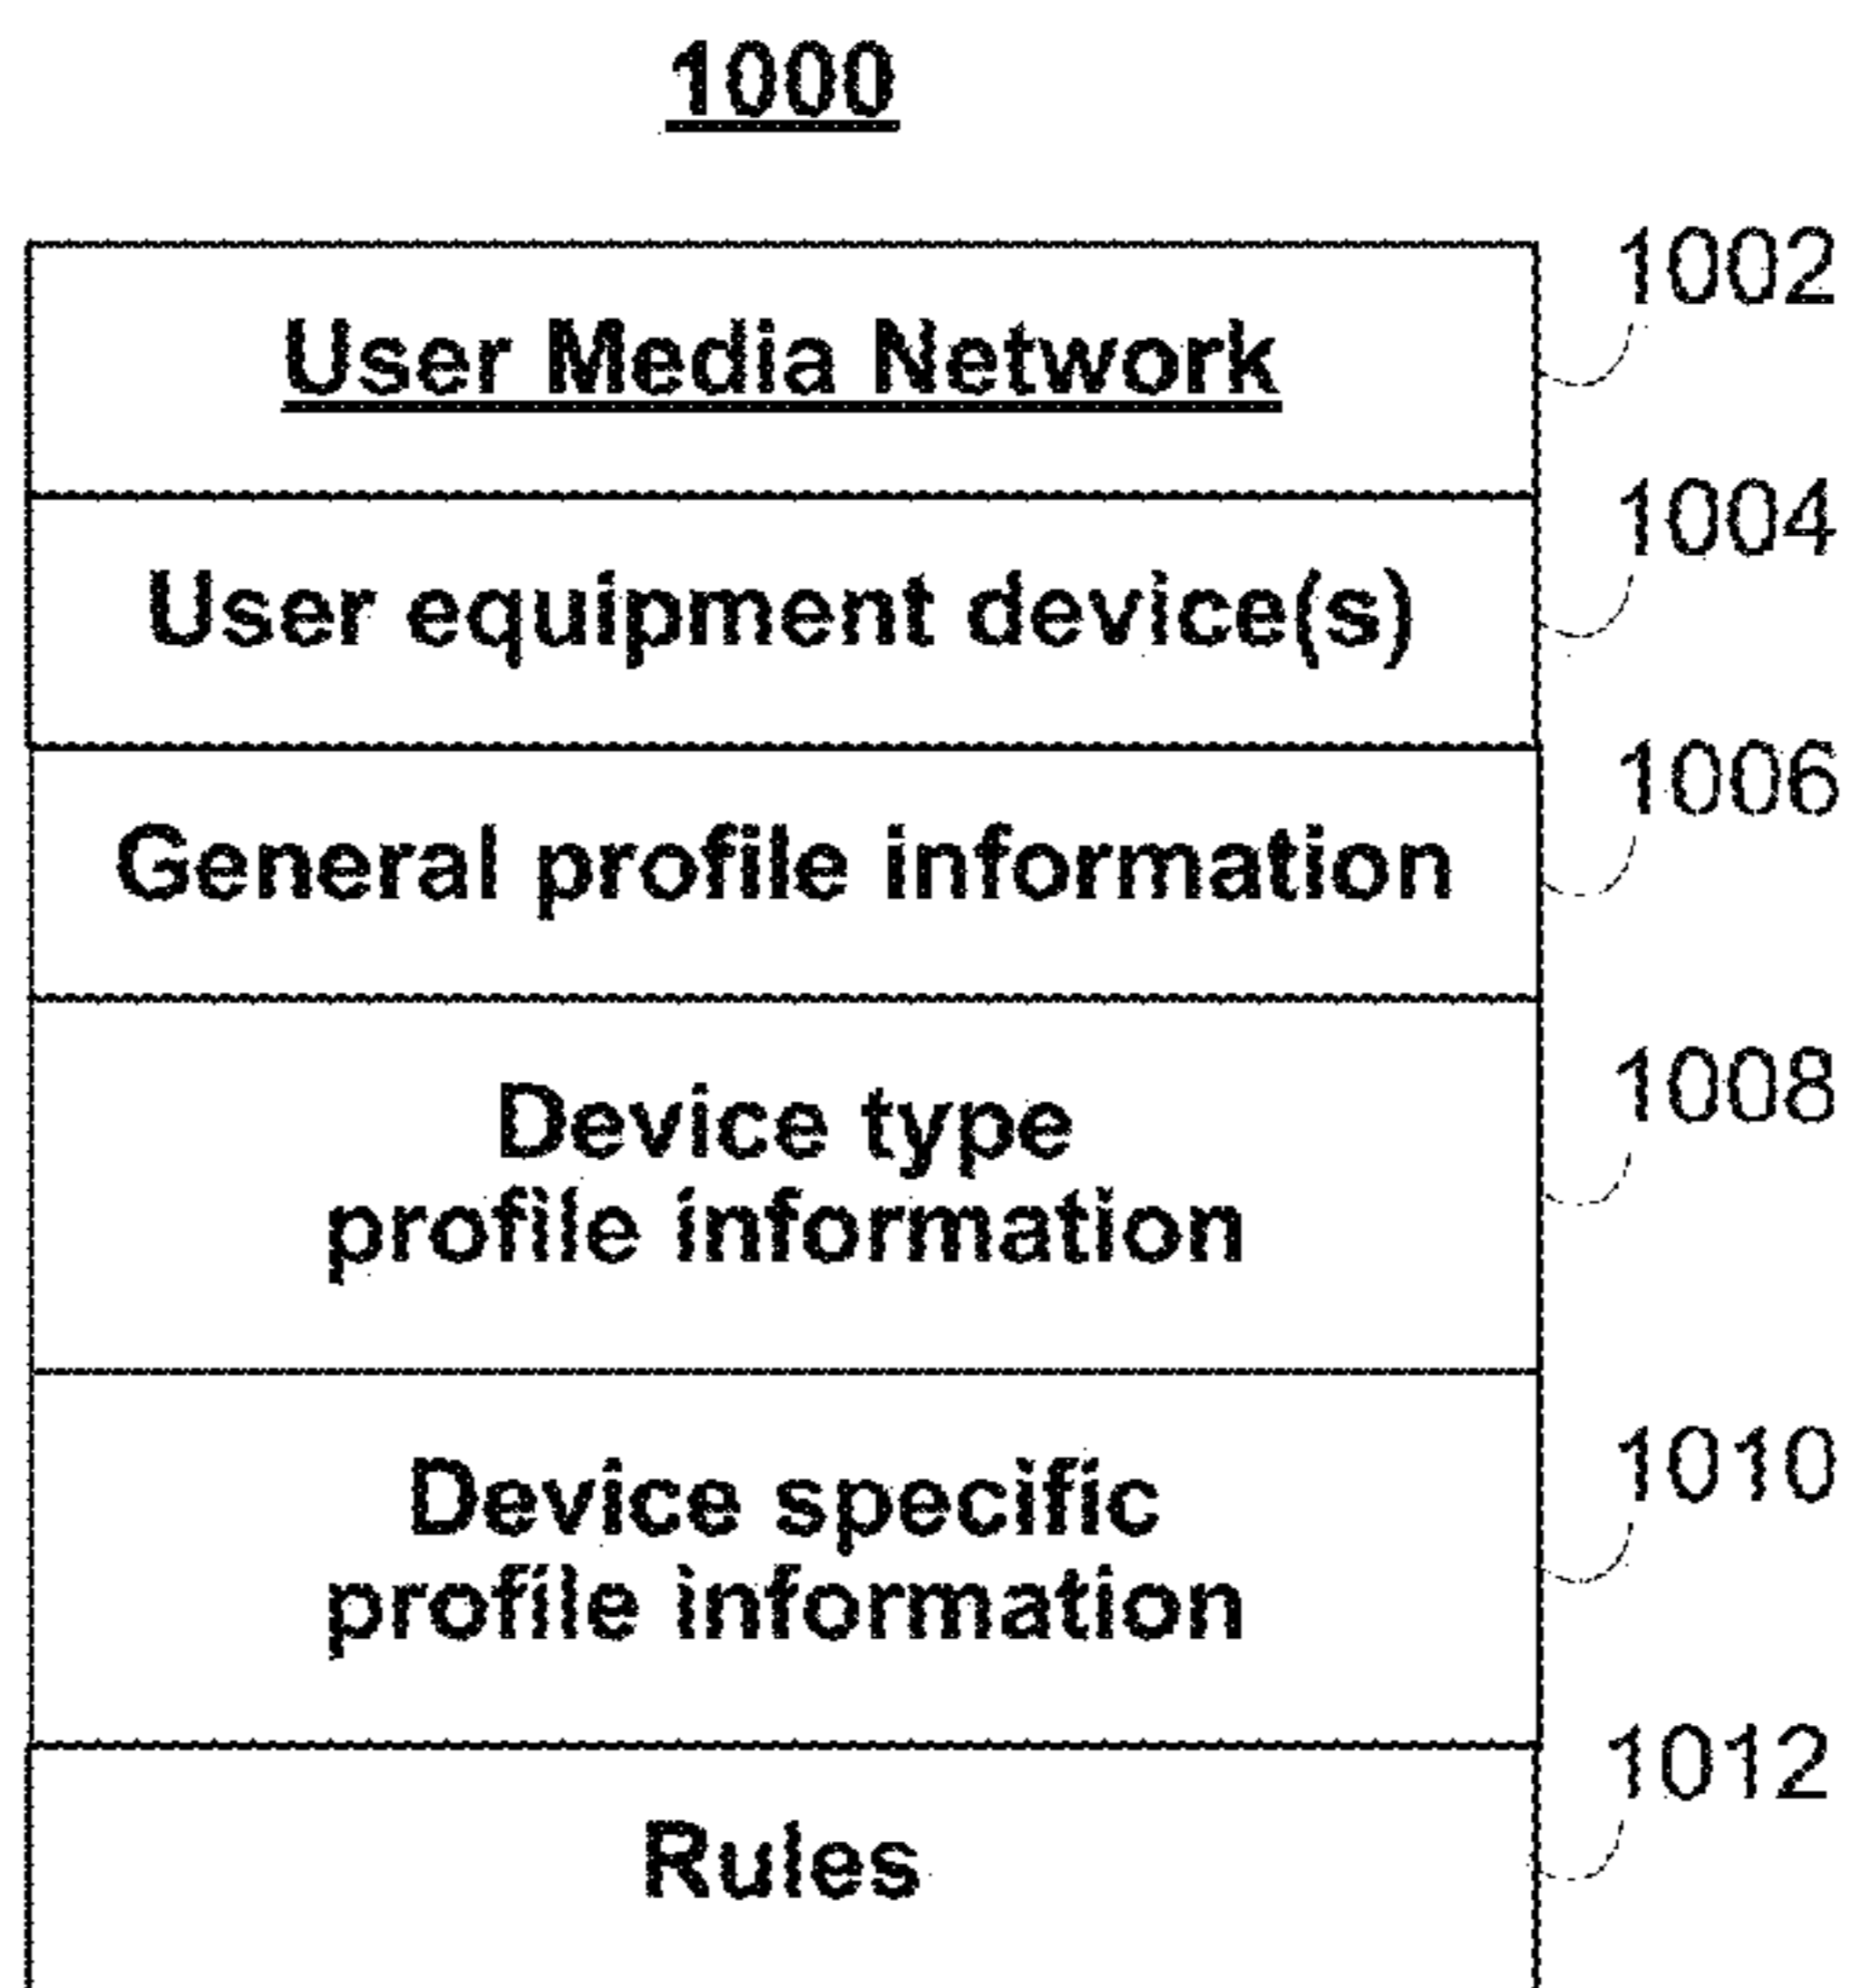 1000
User Media Network
1002
User equipment device(s)
1004
General profile information
1006
Device type
profile information
1008
Device specific
profile information
1010
Rules
1012